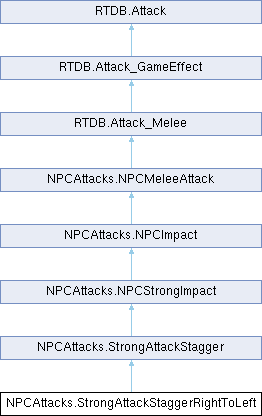 RTDB.Attack
RTDB.Attack_GameEffect
RTDB.Attack_Melee
NPCAttacks.NPCMeleeAttack
NPCAttacks.NPCImpact
NPCAttacks.NPCStrongImpact
NPCAttacks.StrongAttackStagger
NPCAttacks.StrongAttackStaggerRightToLeft